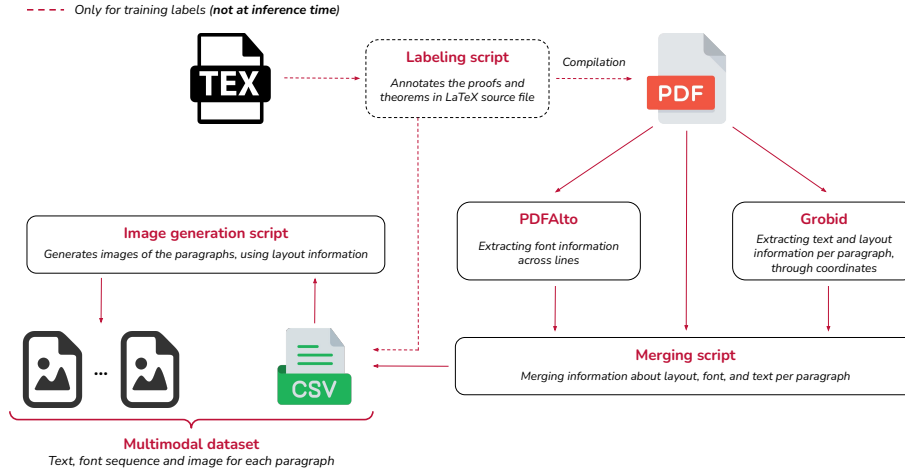 Only for training labels (not at inference time)
TEX
Labeling script
Annotates the proofs and
theorems in LaTeX source file
Compilation
PDF
PDFAlto
Extracting font information
across lines
Grobid
Extracting text and layout
information per paragraph,
through coordinates
Image generation script
Generates images of the paragraphs, using layout information
...
CSV
Merging script
Merging information about layout, font, and text per paragraph
Multimodal dataset
Text, font sequence and image for each paragraph